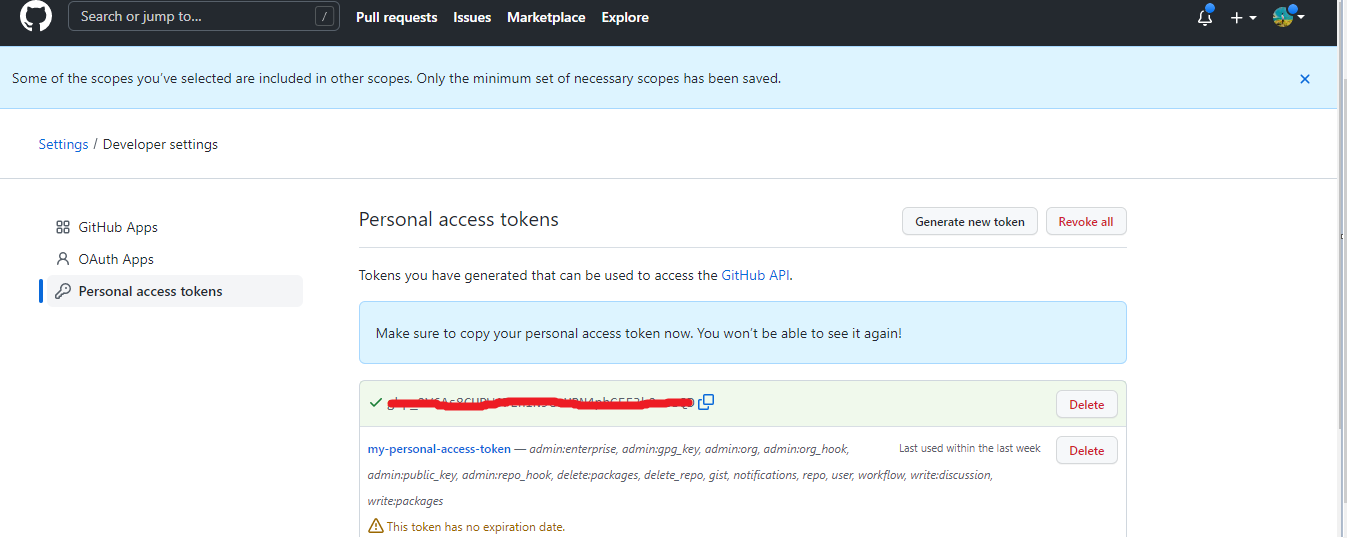 Search or jump to... /
Pull requests Issues Marketplace Explore
Some of the scopes you've selected are included in other scopes. Only the minimum set of necessary scopes has been saved.
Settings / Developer settings
GitHub Apps
OAuth Apps
Personal access tokens
Personal access tokens
Generate new token
Revoke all
Tokens you have generated that can be used to access the GitHub API.
Make sure to copy your personal access token now. You won't be able to see it again!
Delete
my-personal-access-token — admin:enterprise, admin:gpg_key, admin:org, admin:org_hook,
admin:public_key, admin:repo_hook, delete:packages, delete_repo, gist, notifications, repo, user, workflow, write:discussion,
write:packages
Last used within the last week
Delete
This token has no expiration date.